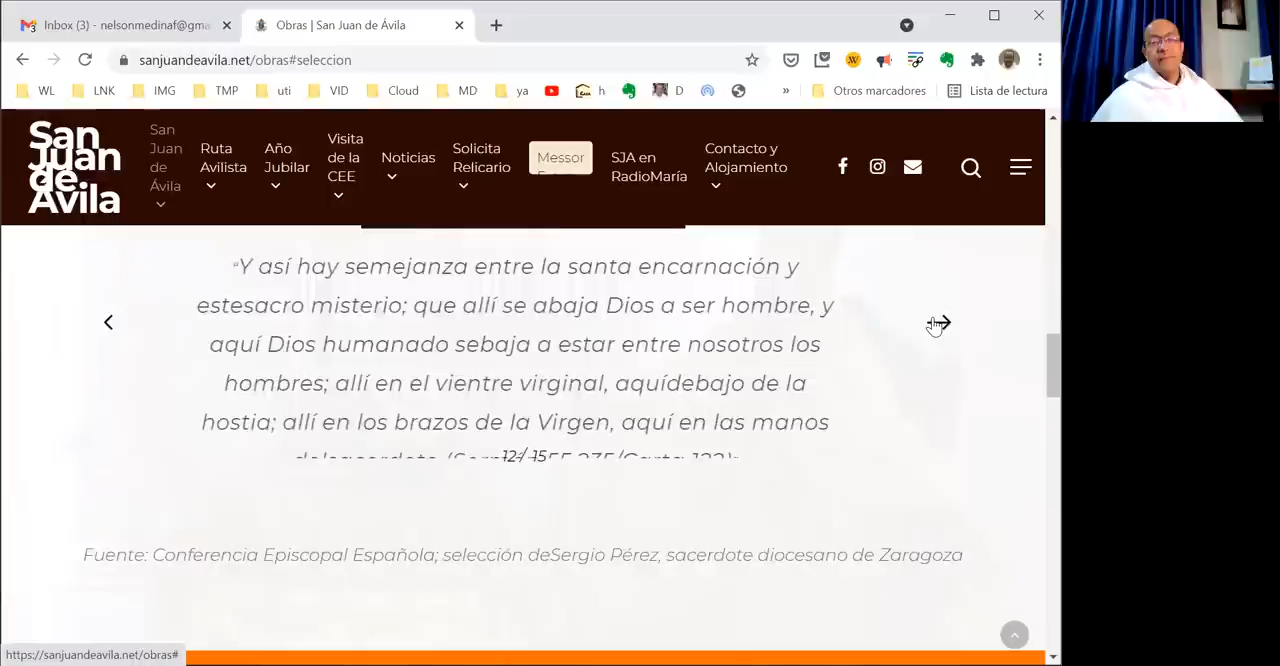 Inbox (3) - nelsonmedinaf@gma
Obras | San Juan de Ávila
sanjuandeavila.net/obras#seleccion
WL LNK IMG TMP uti VID Cloud MD ya h D » Otros marcadores Lista de lectura
San Juan de Ávila
San Juan de Ávila
Ruta Avilista
Año Jubilar
Visita de la CEE
Noticias
Solicita Relicario
Messor
SJA en RadioMaría
Contacto y Alojamiento
“Y así hay semejanza entre la santa encarnación y
estesacro misterio; que allí se abaja Dios a ser hombre, y
aquí Dios humanado sebaja a estar entre nosotros los
hombres; allí en el vientre virginal, aquídebajo de la
hostia; allí en los brazos de la Virgen, aquí en las manos
12/ 15
Fuente: Conferencia Episcopal Española; selección deSergio Pérez, sacerdote diocesano de Zaragoza
https://sanjuandeavila.net/obras#